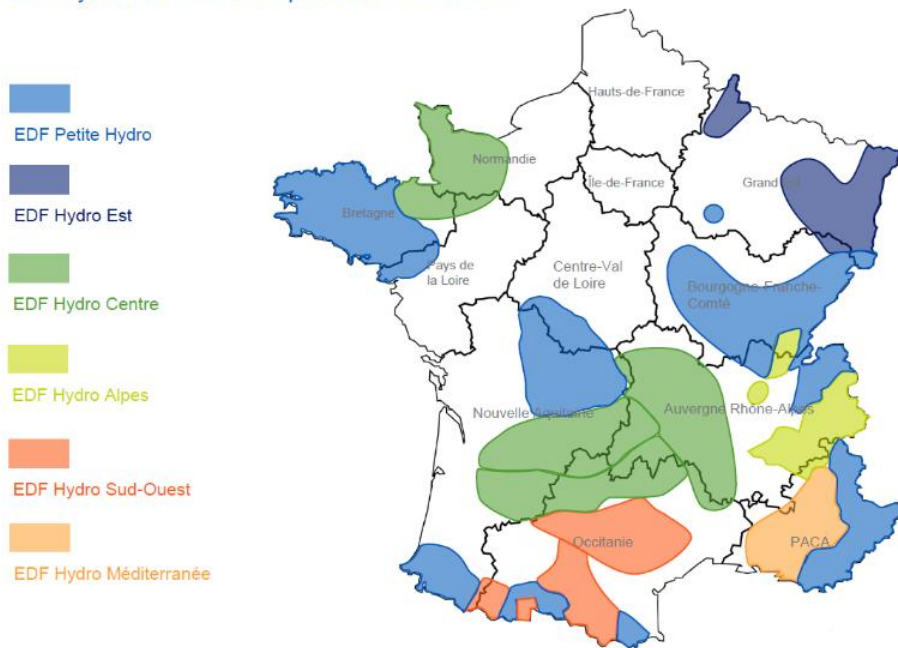 EDF Petite Hydro
EDF Hydro Est
EDF Hydro Centre
EDF Hydro Alpes
EDF Hydro Sud-Ouest
EDF Hydro Méditerranée
Hauts-de-France
Normandie
Île-de-France
Grand Est
Bretagne
Pays de
la Loire
Centre-Val
de Loire
Bourgogne-Franche-
Comté
Nouvelle Aquitaine
Auvergne Rhône-Alpes
Occitanie
PACA